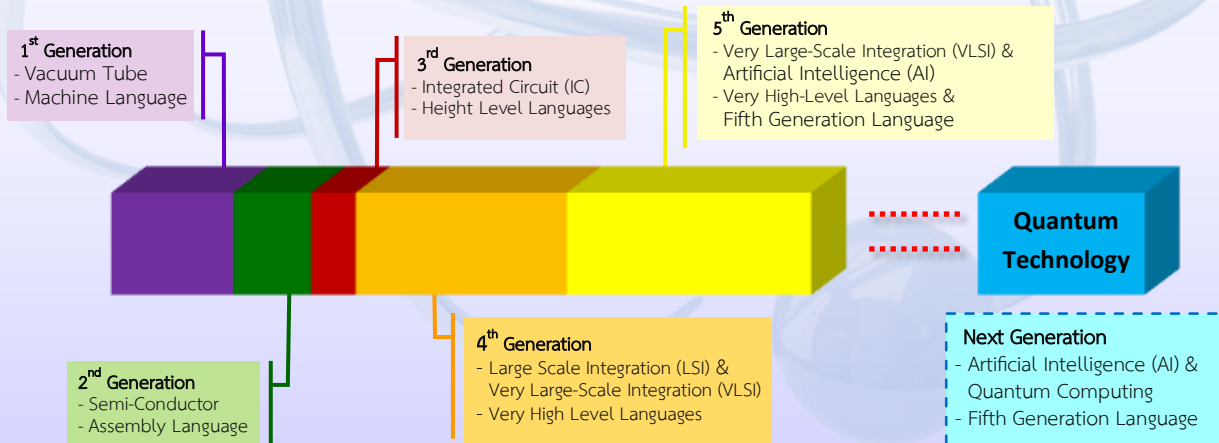 1st Generation
- Vacuum Tube
- Machine Language
2nd Generation
- Semi-Conductor
- Assembly Language
3rd Generation
- Integrated Circuit (IC)
- Height Level Languages
4th Generation
- Large Scale Integration (LSI) &
Very Large-Scale Integration (VLSI)
- Very High Level Languages
5th Generation
- Very Large-Scale Integration (VLSI) &
Artificial Intelligence (AI)
- Very High-Level Languages &
Fifth Generation Language
Quantum
Technology
Next Generation
- Artificial Intelligence (AI) &
Quantum Computing
- Fifth Generation Language